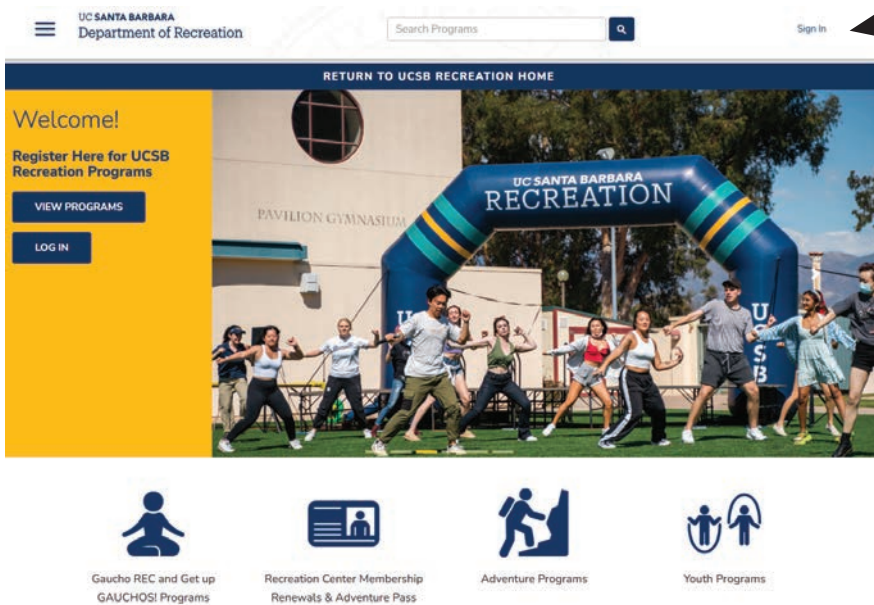 UC SANTA BARBARA
Department of Recreation
Search Programs
Sign In
RETURN TO UCSB RECREATION HOME
Welcome!
Register Here for UCSB
Recreation Programs
VIEW PROGRAMS
LOG IN
PAVILION GYMNASIUM
UC SANTA BARBARA
RECREATION
UCSB
Gaucho REC and Get up
GAUCHOS! Programs
Recreation Center Membership
Renewals & Adventure Pass
Adventure Programs
Youth Programs